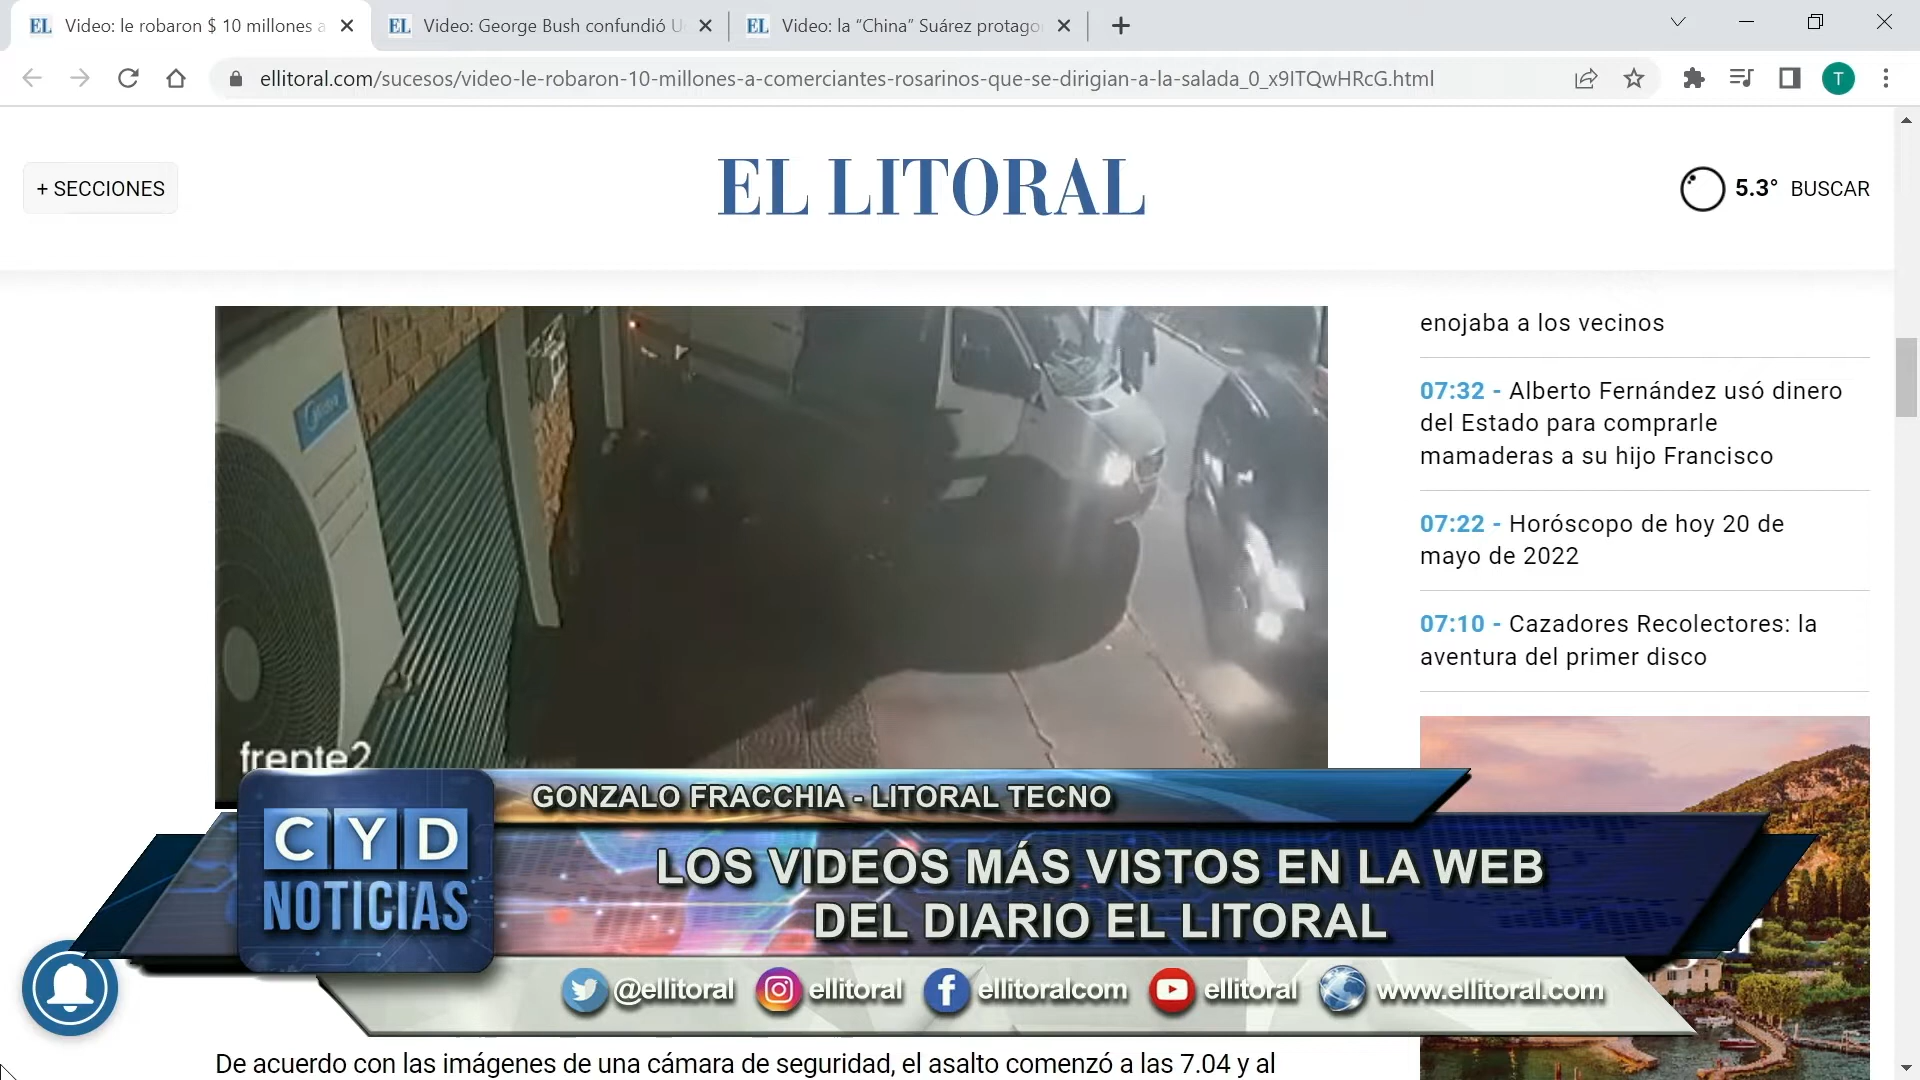 EL Video: le robaron $ 10 millones a
EL Video: George Bush confundió U
EL Video: la “China” Suárez protago
ellitoral.com/sucesos/video-le-robaron-10-millones-a-comerciantes-rosarinos-que-se-dirigian-a-la-salada_0_x9ITQwHRcG.html
T
+ SECCIONES
EL LITORAL
5.3° BUSCAR
enojaba a los vecinos
07:32 - Alberto Fernández usó dinero
del Estado para comprarle
mamaderas a su hijo Francisco
07:22 - Horóscopo de hoy 20 de
mayo de 2022
07:10 - Cazadores Recolectores: la
aventura del primer disco
frente2
CYD
NOTICIAS
GONZALO FRACCHIA - LITORAL TECNO
LOS VIDEOS MÁS VISTOS EN LA WEB
DEL DIARIO EL LITORAL
@ellitoral ellitoral ellitoralcom ellitoral www.ellitoral.com
De acuerdo con las imágenes de una cámara de seguridad, el asalto comenzó a las 7.04 y al